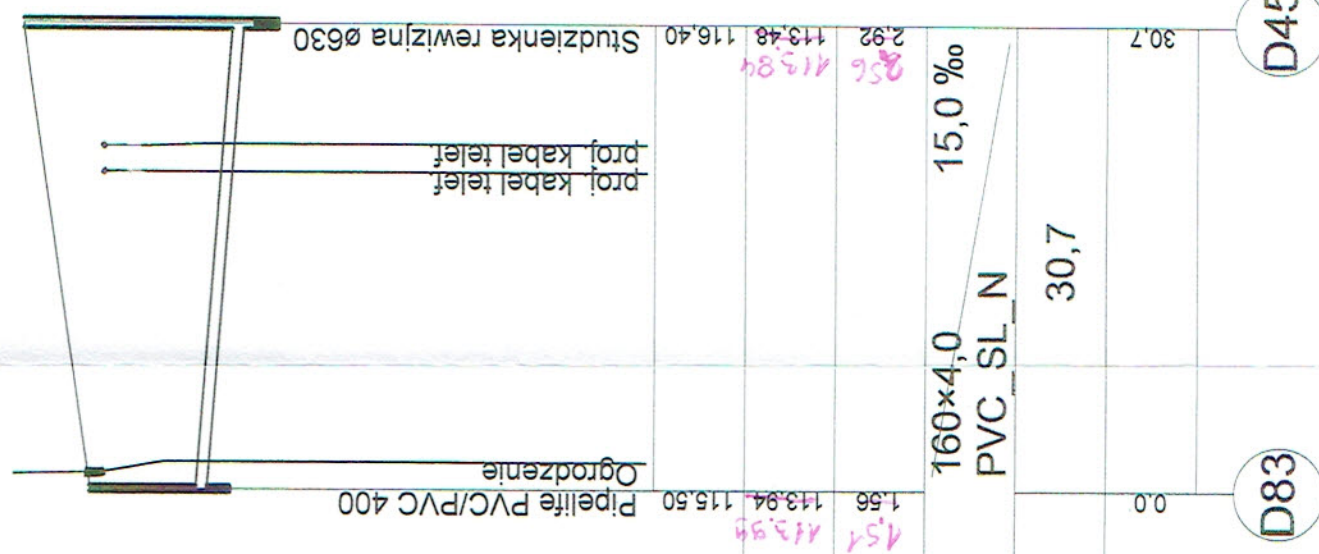 Studzienka rewizyjna ø630
116,40
113,48
113,84
2,92
2,56
30,7
D45
proj. kabel telef.
proj. kabel telef.
15,0 ‰
160×4,0
PVC_SL_N
30,7
Ogrodzenie
Pipelife PVC/PVC 400
115,50
113,94
113,99
1,56
1,51
0,0
D83